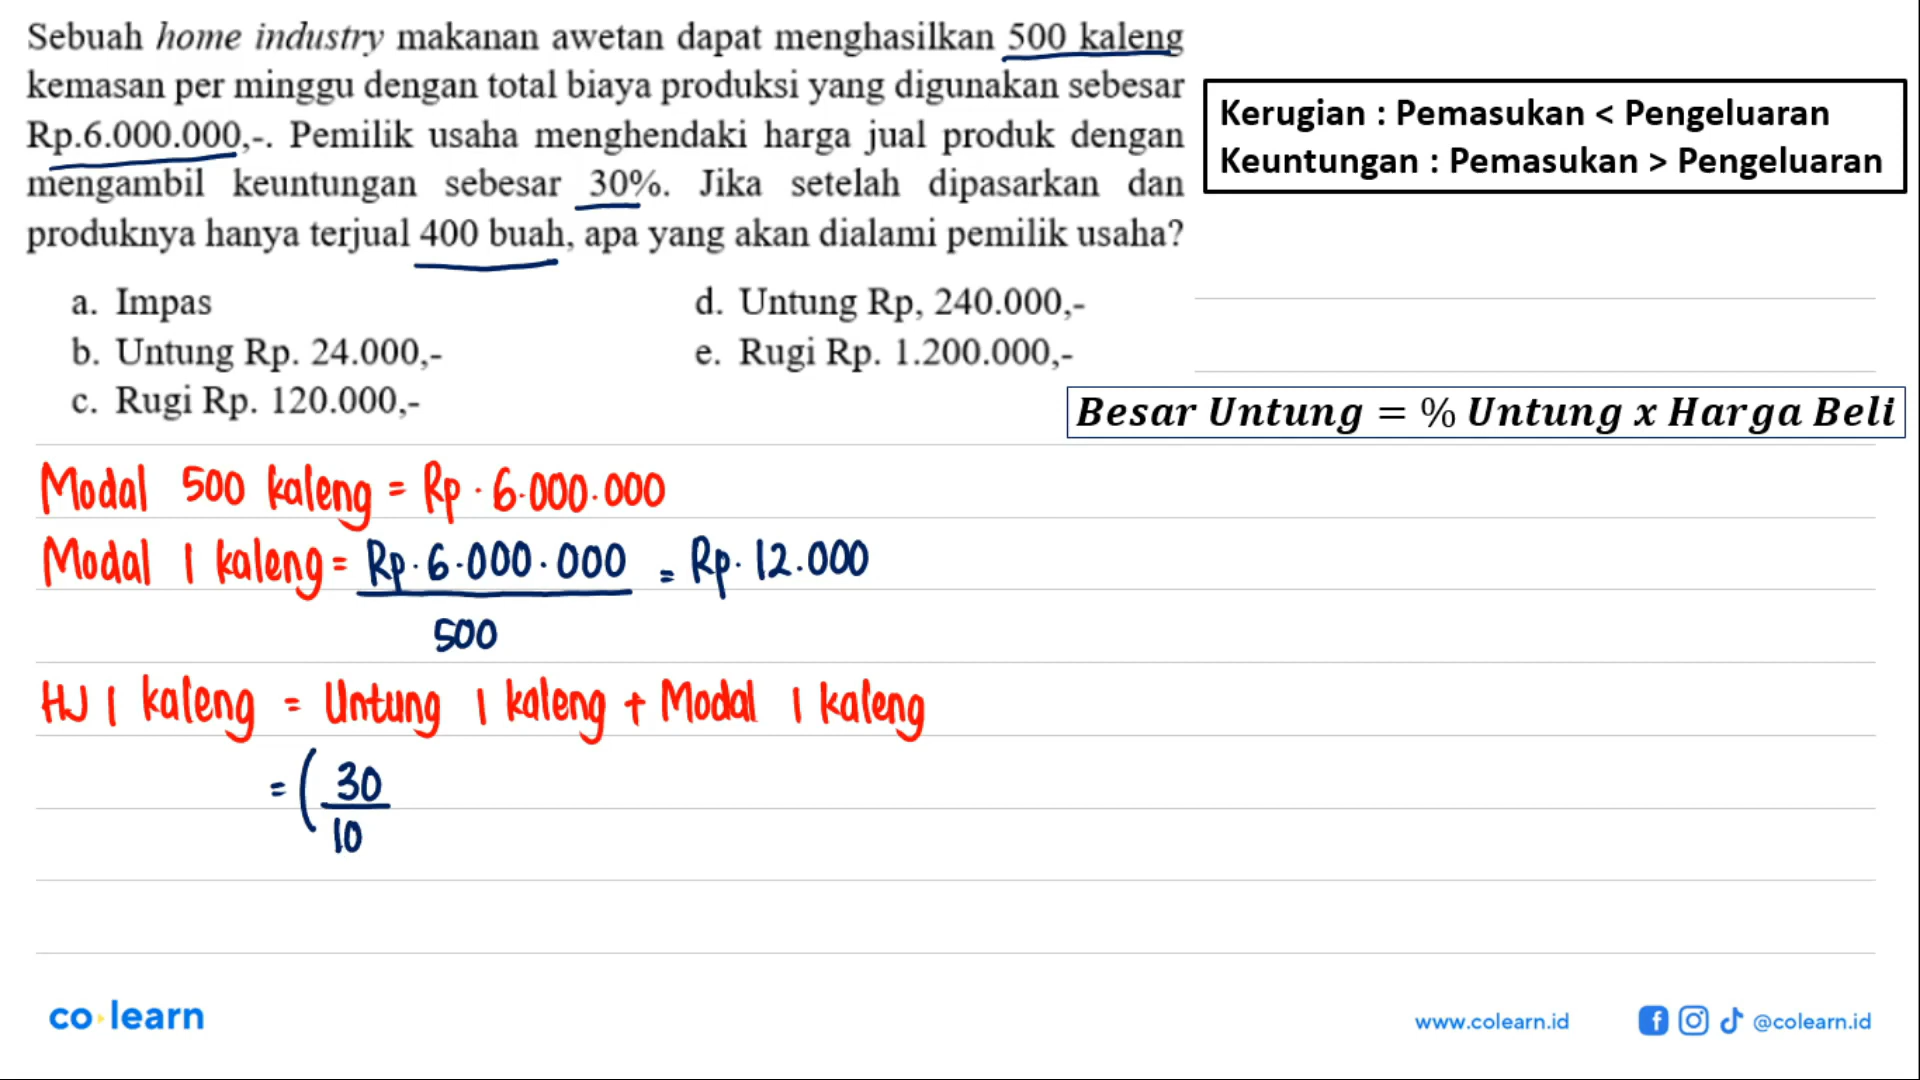 Sebuah home industry makanan awetan dapat menghasilkan 500 kaleng
kemasan per minggu dengan total biaya produksi yang digunakan sebesar
Rp.6.000.000,-. Pemilik usaha menghendaki harga jual produk dengan
mengambil keuntungan sebesar 30%. Jika setelah dipasarkan dan
produknya hanya terjual 400 buah, apa yang akan dialami pemilik usaha?
a. Impas
b. Untung Rp. 24.000,-
c. Rugi Rp. 120.000,-
d. Untung Rp, 240.000,-
e. Rugi Rp. 1.200.000,-
Kerugian : Pemasukan < Pengeluaran
Keuntungan : Pemasukan > Pengeluaran
Besar Untung = % Untung x Harga Beli
Modal 500 kaleng = Rp. 6.000.000
Modal 1 kaleng = Rp. 6.000.000 = Rp. 12.000
500
HJ 1 kaleng = Untung 1 kaleng + Modal 1 kaleng
= ( 30
10
co learn
www.colearn.id
@colearn.id